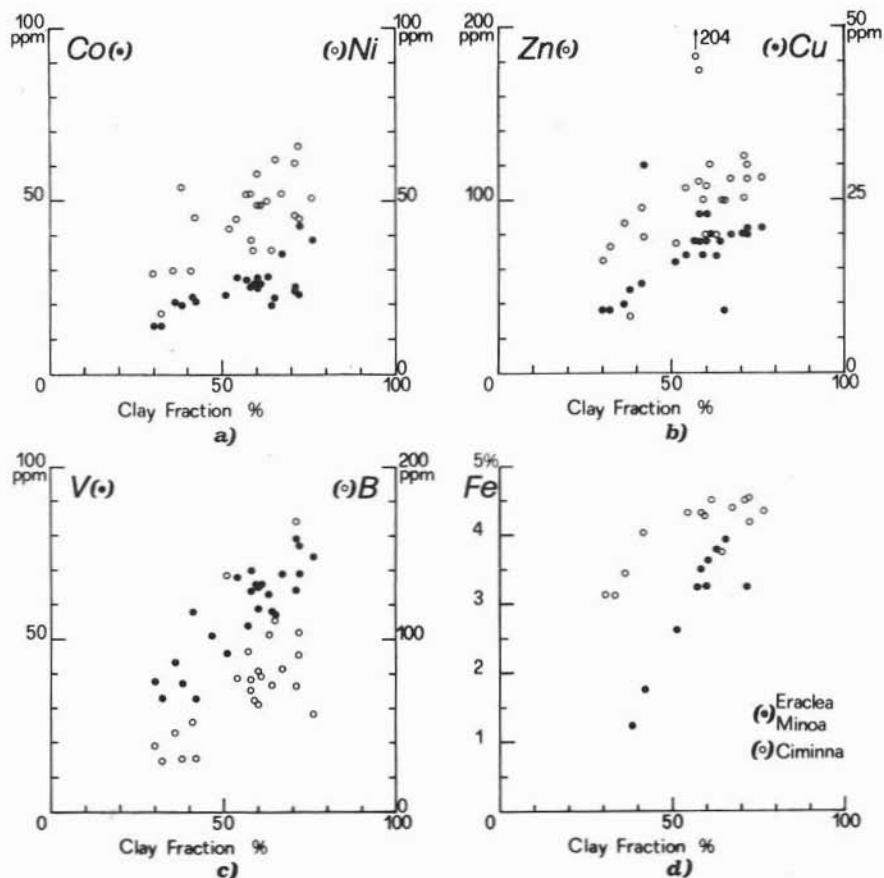 100
ppm
Co(•)
(○)Ni
100
ppm
50
50
0
50
100
0
Clay Fraction %
a)
200
ppm
Zn(○)
204
(•)Cu
50
ppm
100
25
0
50
100
0
Clay Fraction %
b)
100
ppm
V(•)
(○)B
200
ppm
50
100
0
50
100
0
Clay Fraction %
c)
5%
Fe
4
3
2
1
0
50
100
(•)Eraclea
Minoa
(○)Ciminna
Clay Fraction %
d)